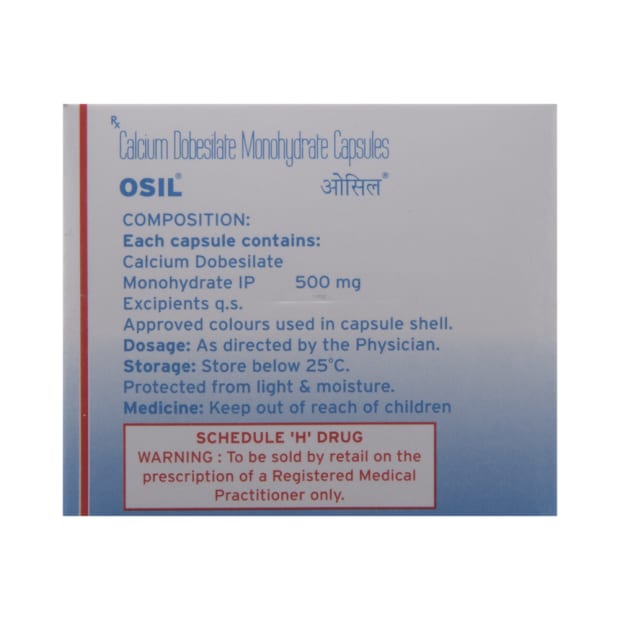 Rx
Calcium Dobesilate Monohydrate Capsules
OSIL® ओसिल®
COMPOSITION:
Each capsule contains:
Calcium Dobesilate
Monohydrate IP 500 mg
Excipients q.s.
Approved colours used in capsule shell.
Dosage: As directed by the Physician.
Storage: Store below 25°C.
Protected from light & moisture.
Medicine: Keep out of reach of children
SCHEDULE 'H' DRUG
WARNING : To be sold by retail on the
prescription of a Registered Medical
Practitioner only.